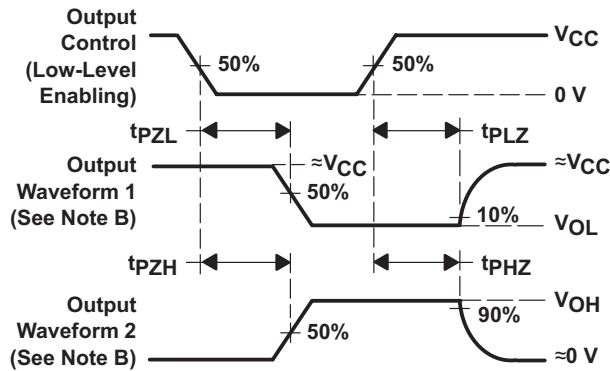 Output
Control
(Low-Level
Enabling)
50%
50%
VCC
0 V
tPZL
tPLZ
Output
Waveform 1
(See Note B)
≈VCC
50%
≈VCC
10%
VOL
tPZH
tPHZ
Output
Waveform 2
(See Note B)
50%
VOH
90%
≈0 V